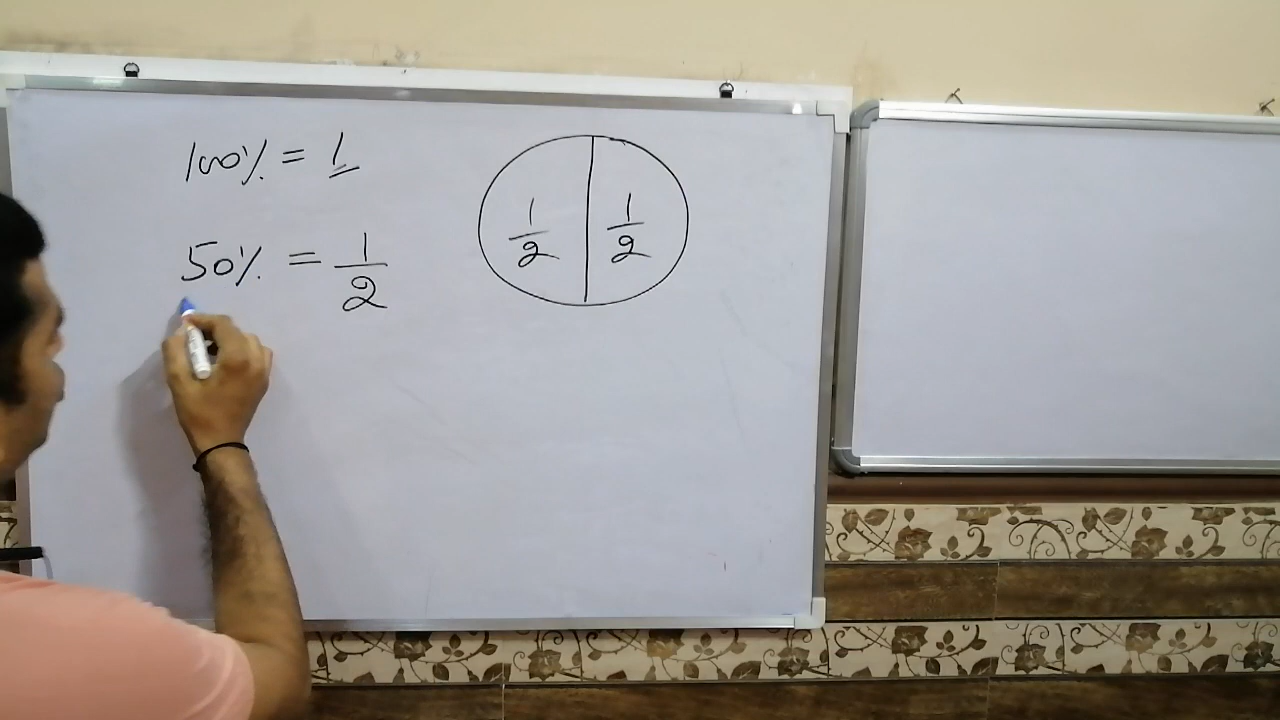 100% = 1
50% = 1/2
1/2 1/2